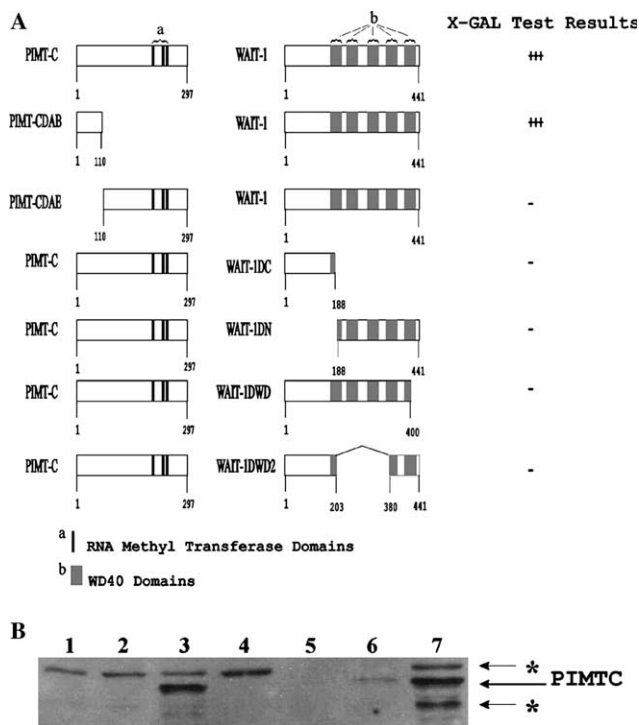 A a b X-GAL Test Results
PIMT-C WAIT-1 +++
1 297 1 441
PIMT-CDAB WAIT-1 +++
1 110 1 441
PIMT-CDAE WAIT-1 -
110 297 1 441
PIMT-C WAIT-1DC -
1 297 1 188
PIMT-C WAIT-1DN -
1 297 188 441
PIMT-C WAIT-1DWD -
1 297 1 400
PIMT-C WAIT-1DWD2 -
1 297 1 203 380 441
a RNA Methyl Transferase Domains
b WD40 Domains
B 1 2 3 4 5 6 7
*
PIMTC
*